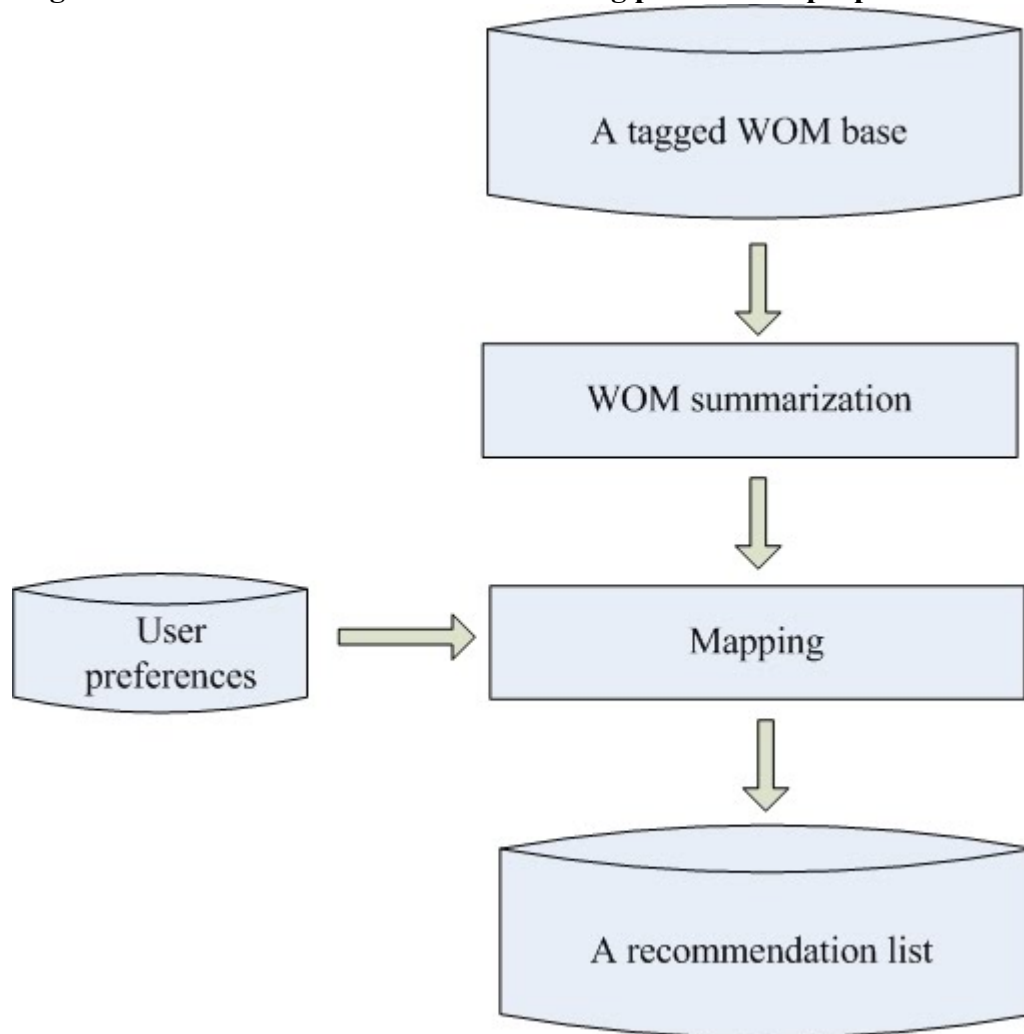 A tagged WOM base
WOM summarization
User
preferences
Mapping
A recommendation list